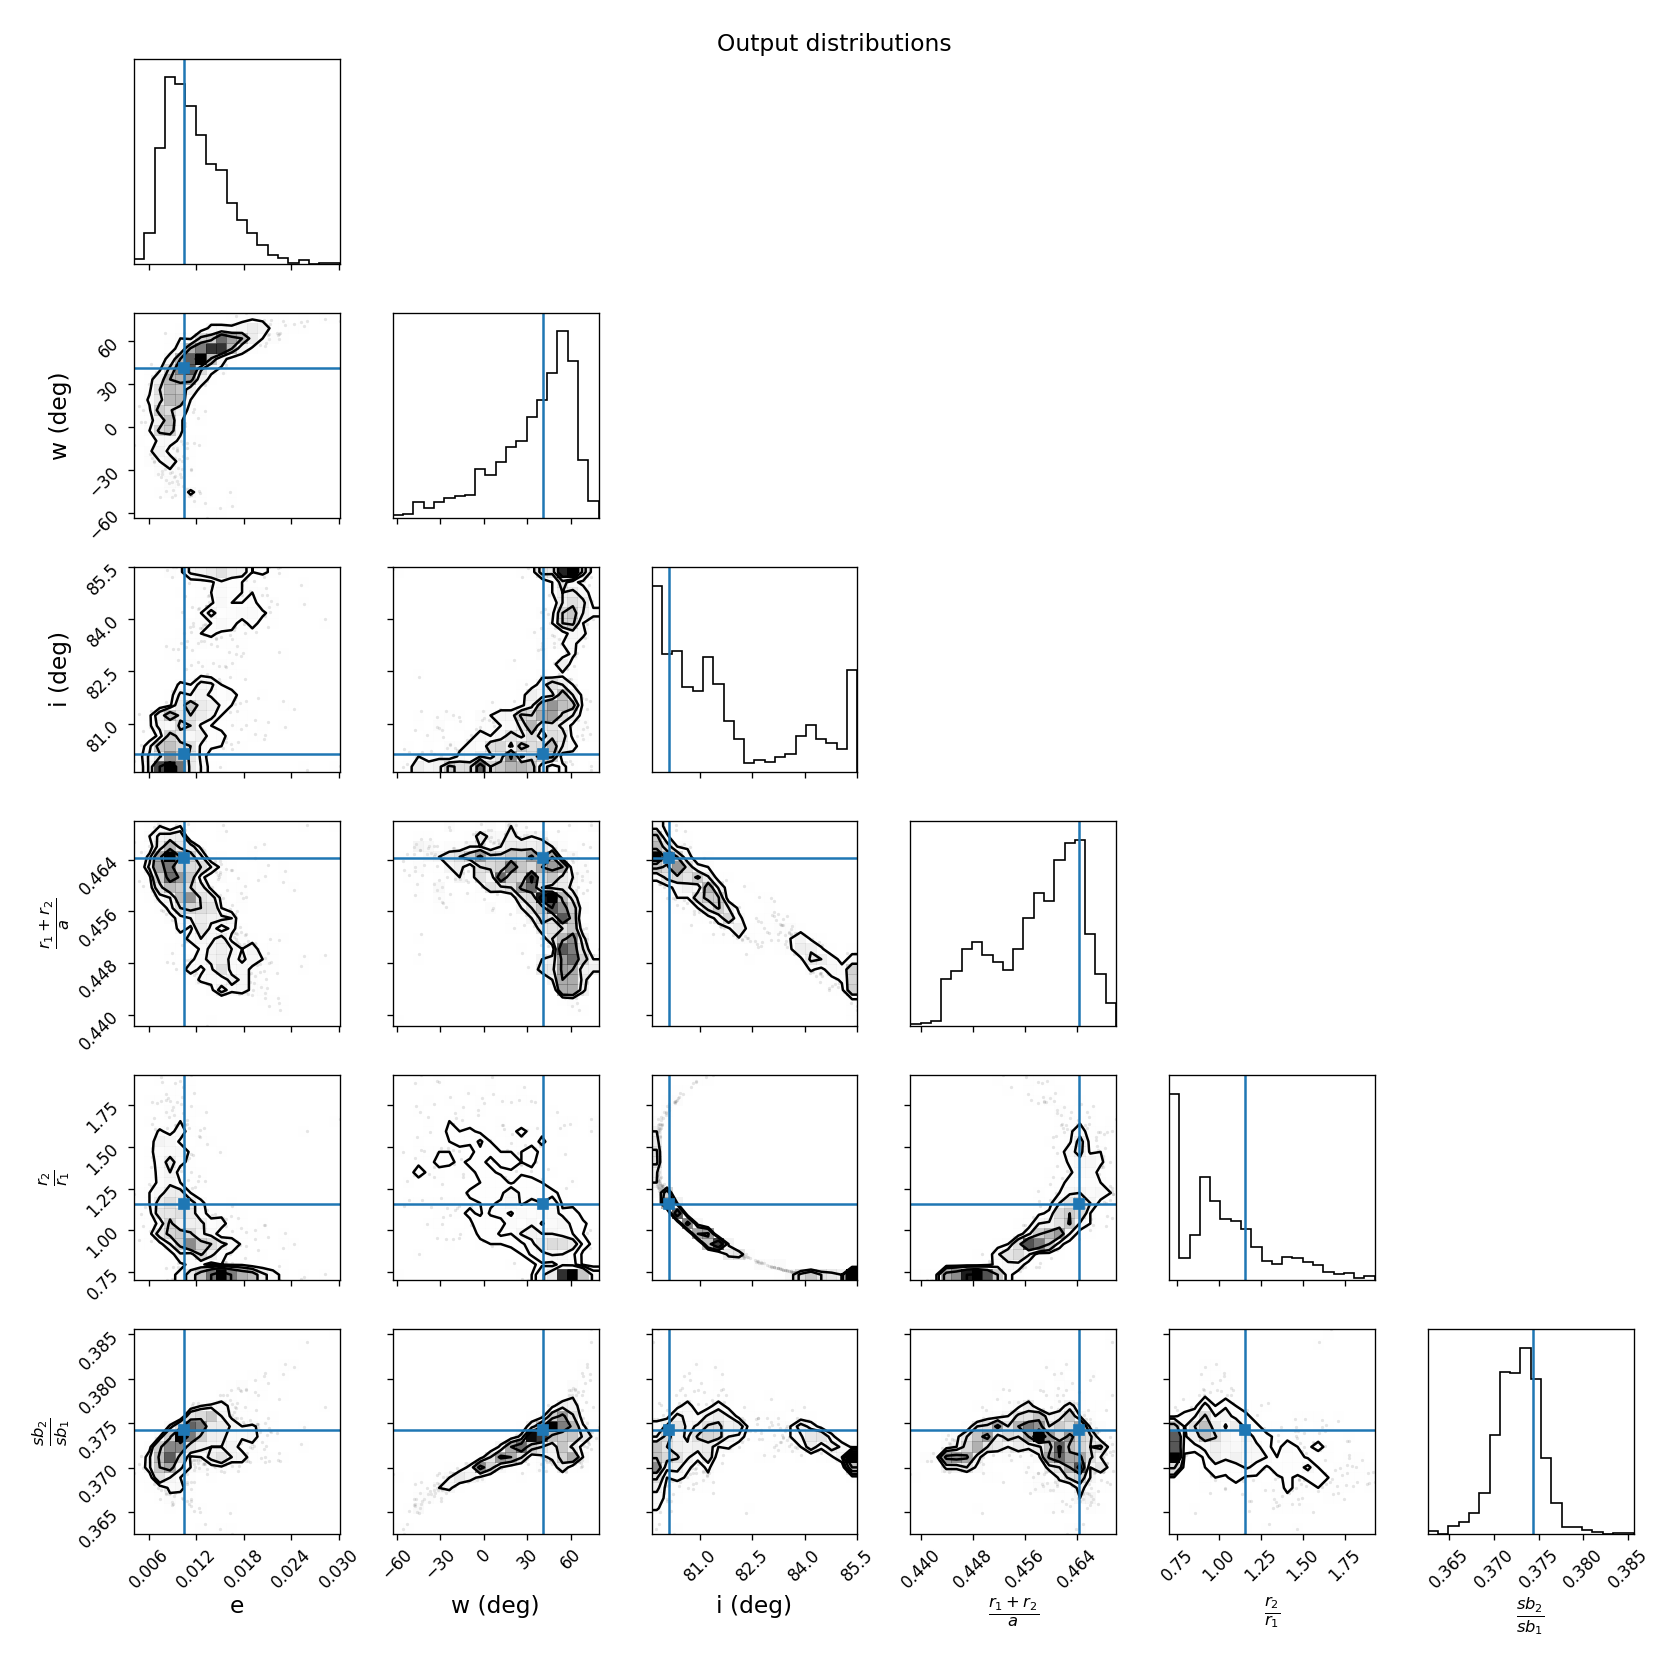 Output distributions
w (deg)
60
30
0
−30
−60
i (deg)
85.5
84.0
82.5
81.0
r₁ + r₂
a
0.464
0.456
0.448
0.440
r₂
r₁
1.75
1.50
1.25
1.00
0.75
sb₂
sb₁
0.385
0.380
0.375
0.370
0.365
0.006 0.012 0.018 0.024 0.030 −60 −30 0 30 60 81.0 82.5 84.0 85.5 0.440 0.448 0.456 0.464 0.75 1.00 1.25 1.50 1.75 0.365 0.370 0.375 0.380 0.385
e w (deg) i (deg) r₁ + r₂ r₂ sb₂
a r₁ sb₁